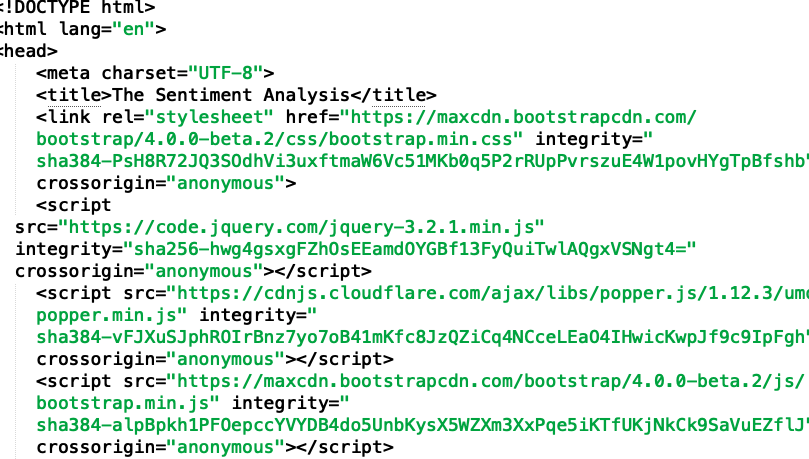 <!DOCTYPE html>
<html lang="en">
<head>
<meta charset="UTF-8">
<title>The Sentiment Analysis</title>
<link rel="stylesheet" href="https://maxcdn.bootstrapcdn.com/
bootstrap/4.0.0-beta.2/css/bootstrap.min.css" integrity="
sha384-PsH8R72JQ3SOdhVi3uxftmaW6Vc51MKb0q5P2rRUpPvrszuE4W1povHYgTpBfshb"
crossorigin="anonymous">
<script
src="https://code.jquery.com/jquery-3.2.1.min.js"
integrity="sha256-hwg4gsxgFZhOsEEamdOYGBf13FyQuiTwlAQgxVSNgt4="
crossorigin="anonymous"></script>
<script src="https://cdnjs.cloudflare.com/ajax/libs/popper.js/1.12.3/umd
popper.min.js" integrity="
sha384-vFJXuSJphROIrBnz7yo7oB41mKfc8JzQZiCq4NCceLEaO4IHwicKwpJf9c9IpFgh"
crossorigin="anonymous"></script>
<script src="https://maxcdn.bootstrapcdn.com/bootstrap/4.0.0-beta.2/js/
bootstrap.min.js" integrity="
sha384-alpBpkh1PFOepccYVYDB4do5UnbKysX5WZXm3XxPqe5iKTfUKjNkCk9SaVuEZflJ"
crossorigin="anonymous"></script>